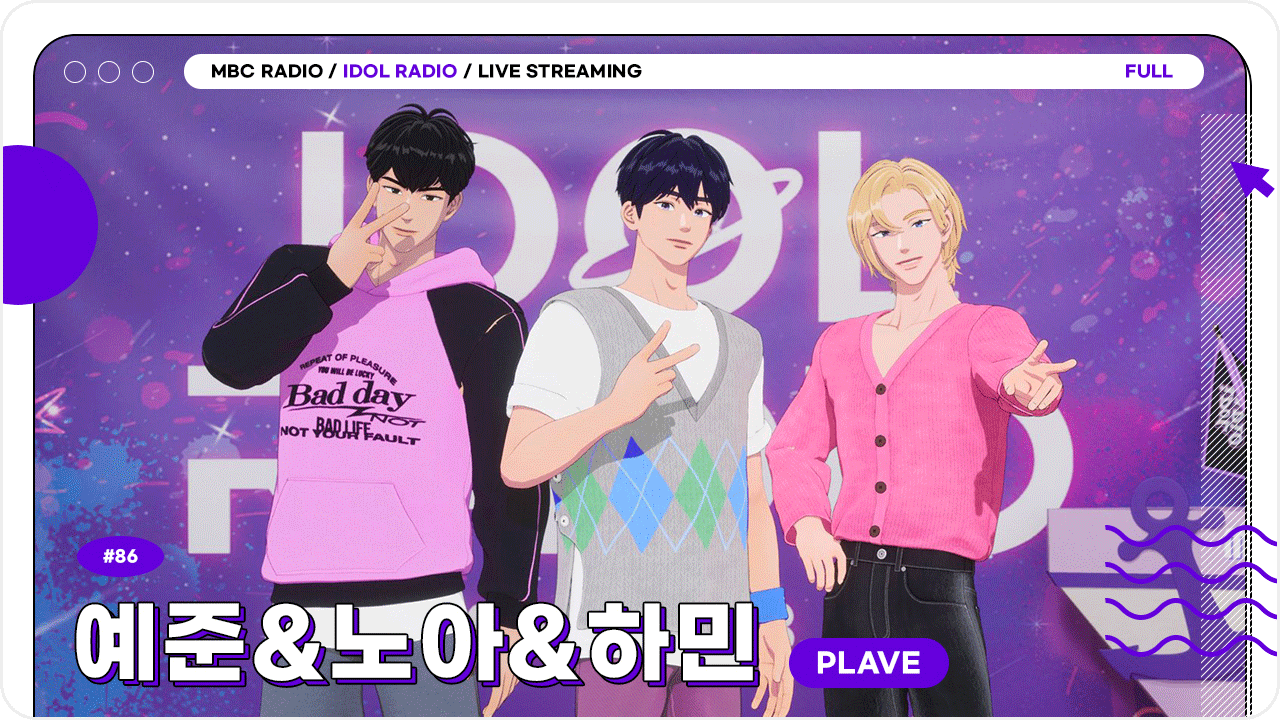 MBC RADIO / IDOL RADIO / LIVE STREAMING
FULL
IDOL
REPEAT OF PLEASURE
YOU WILL BE LUCKY
Bad day
NOT
BAD LIFE
NOT YOUR FAULT
#86
예준&노아&하민
PLAVE